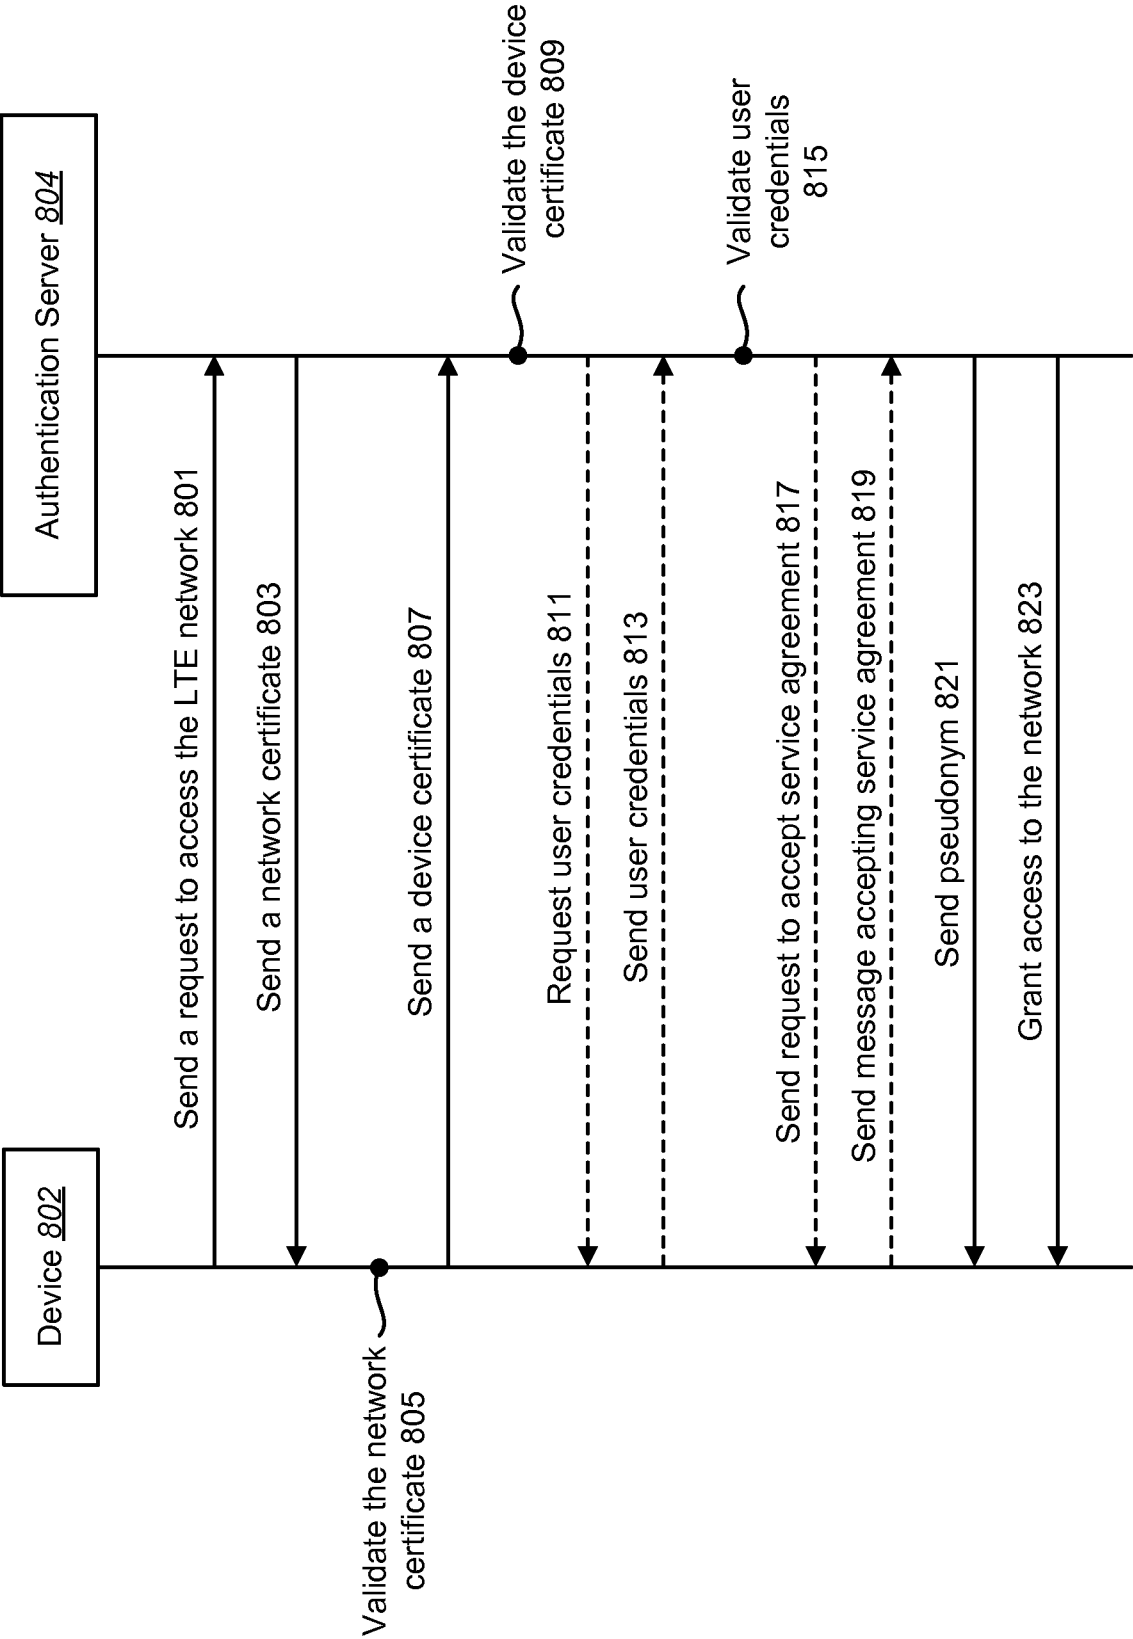 Device 802
Authentication Server 804
Send a request to access the LTE network 801
Send a network certificate 803
Validate the network
certificate 805
Send a device certificate 807
Validate the device
certificate 809
Request user credentials 811
Send user credentials 813
Validate user
credentials
815
Send request to accept service agreement 817
Send message accepting service agreement 819
Send pseudonym 821
Grant access to the network 823